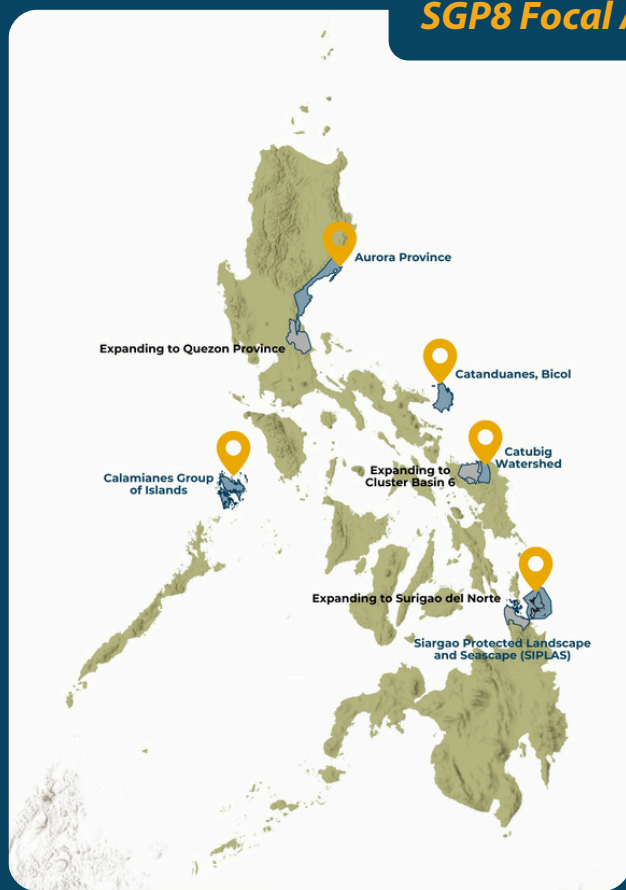 SGP8 Focal A
Aurora Province
Expanding to Quezon Province
Catanduanes, Bicol
Catubig
Watershed
Expanding to
Cluster Basin 6
Calamianes Group
of Islands
Expanding to Surigao del Norte
Siargao Protected Landscape
and Seascape (SIPLAS)